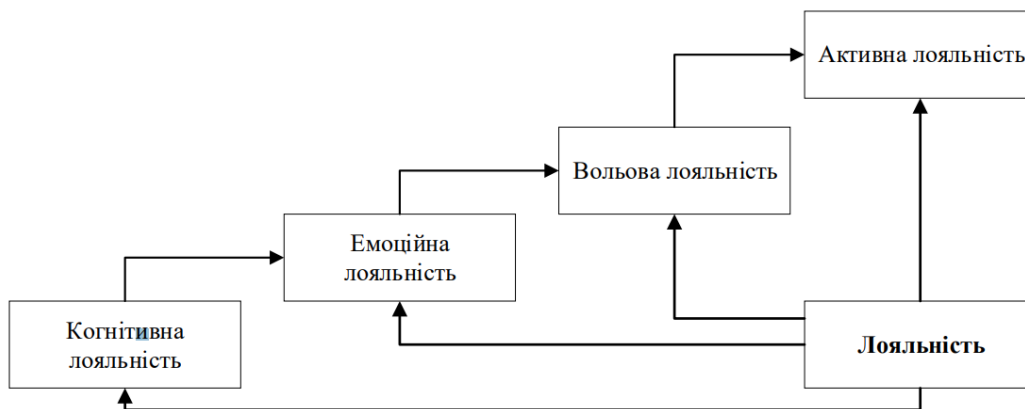 Активна лояльність
Вольова лояльність
Емоційна
лояльність
Когнітивна
лояльність
Лояльність